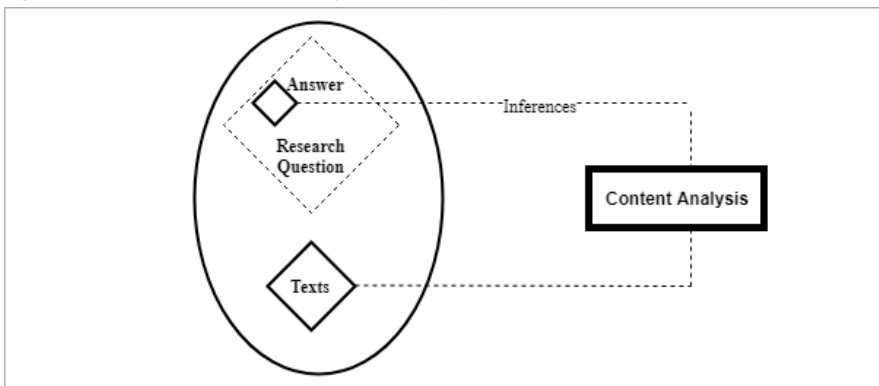 Answer
Inferences
Research
Question
Content Analysis
Texts